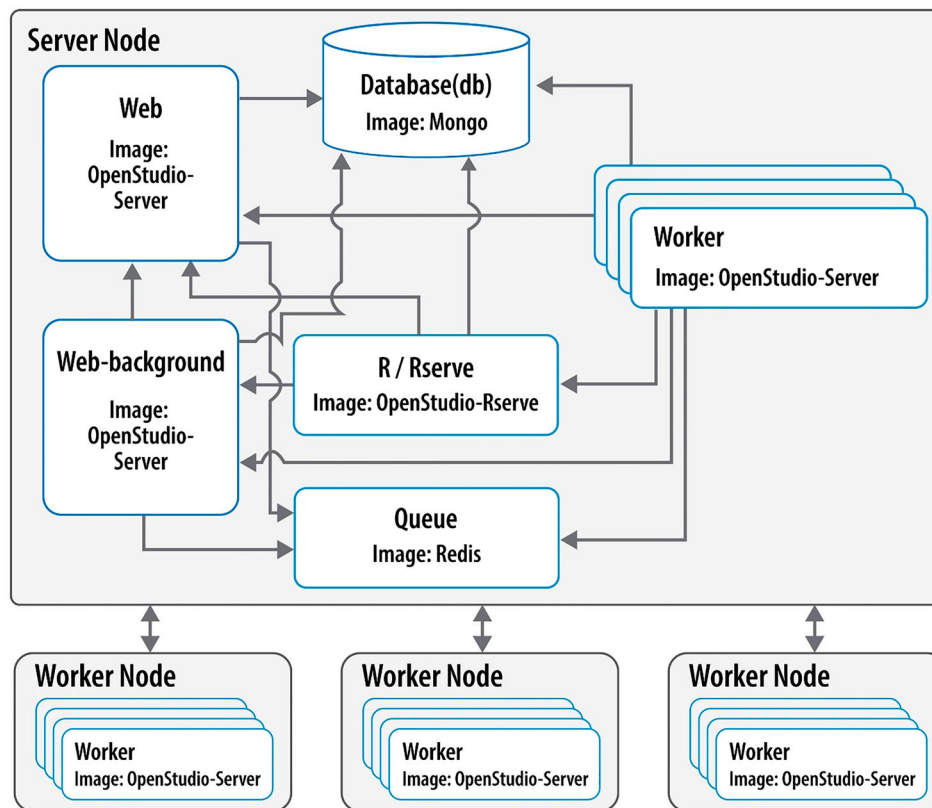 Server Node
Web
Image:
OpenStudio-
Server
Database(db)
Image: Mongo
Worker
Image: OpenStudio-Server
Web-background
Image:
OpenStudio-
Server
R / Rserve
Image: OpenStudio-Rserve
Queue
Image: Redis
Worker Node
Worker
Image: OpenStudio-Server
Worker Node
Worker
Image: OpenStudio-Server
Worker Node
Worker
Image: OpenStudio-Server